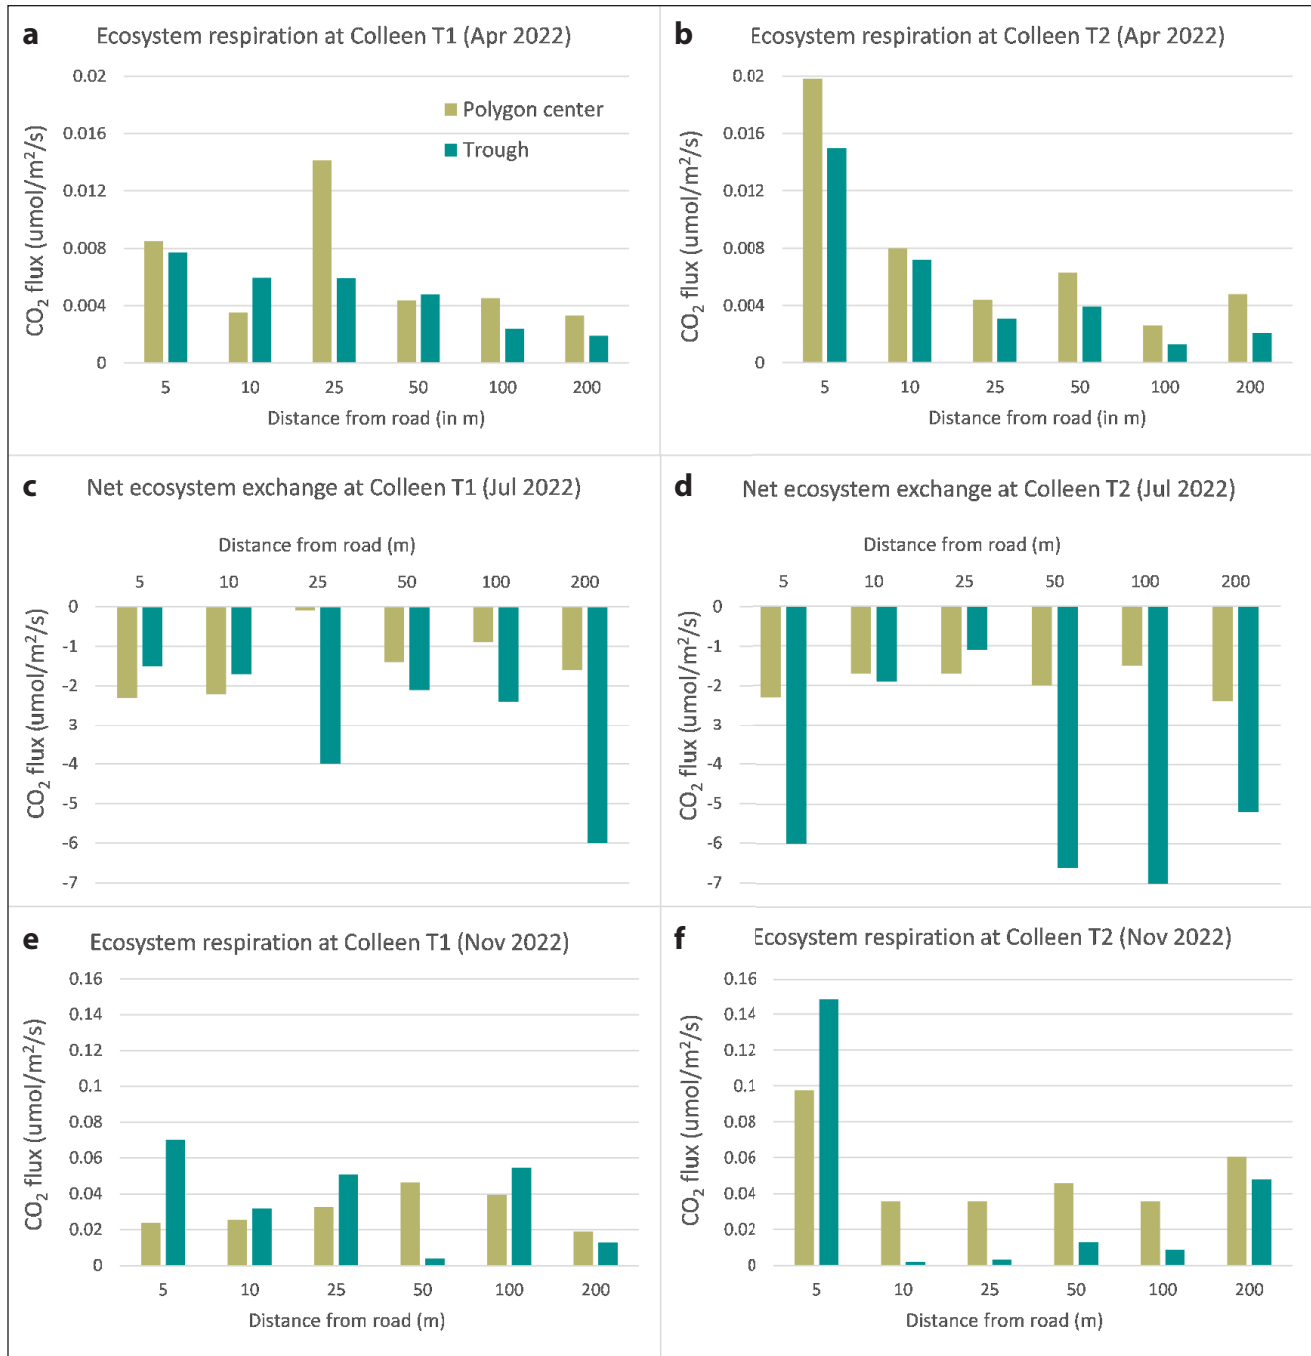 a Ecosystem respiration at Colleen T1 (Apr 2022)
CO₂ flux (umol/m²/s)
0.02
0.016
0.012
0.008
0.004
0
Polygon center
Trough
5 10 25 50 100 200
Distance from road (in m)
b Ecosystem respiration at Colleen T2 (Apr 2022)
CO₂ flux (umol/m²/s)
0.02
0.016
0.012
0.008
0.004
0
5 10 25 50 100 200
Distance from road (in m)
c Net ecosystem exchange at Colleen T1 (Jul 2022)
Distance from road (m)
5 10 25 50 100 200
CO₂ flux (umol/m²/s)
0
-1
-2
3
-4
-5
-6
-7
d Net ecosystem exchange at Colleen T2 (Jul 2022)
Distance from road (m)
5 10 25 50 100 200
CO₂ flux (umol/m²/s)
0
-1
-2
-3
-4
-5
-6
-7
e Ecosystem respiration at Colleen T1 (Nov 2022)
CO₂ flux (umol/m²/s)
0.16
0.14
0.12
0.1
0.08
0.06
0.04
0.02
0
5 10 25 50 100 200
Distance from road (m)
f Ecosystem respiration at Colleen T2 (Nov 2022)
CO₂ flux (umol/m²/s)
0.16
0.14
0.12
0.1
0.08
0.06
0.04
0.02
0
5 10 25 50 100 200
Distance from road (m)